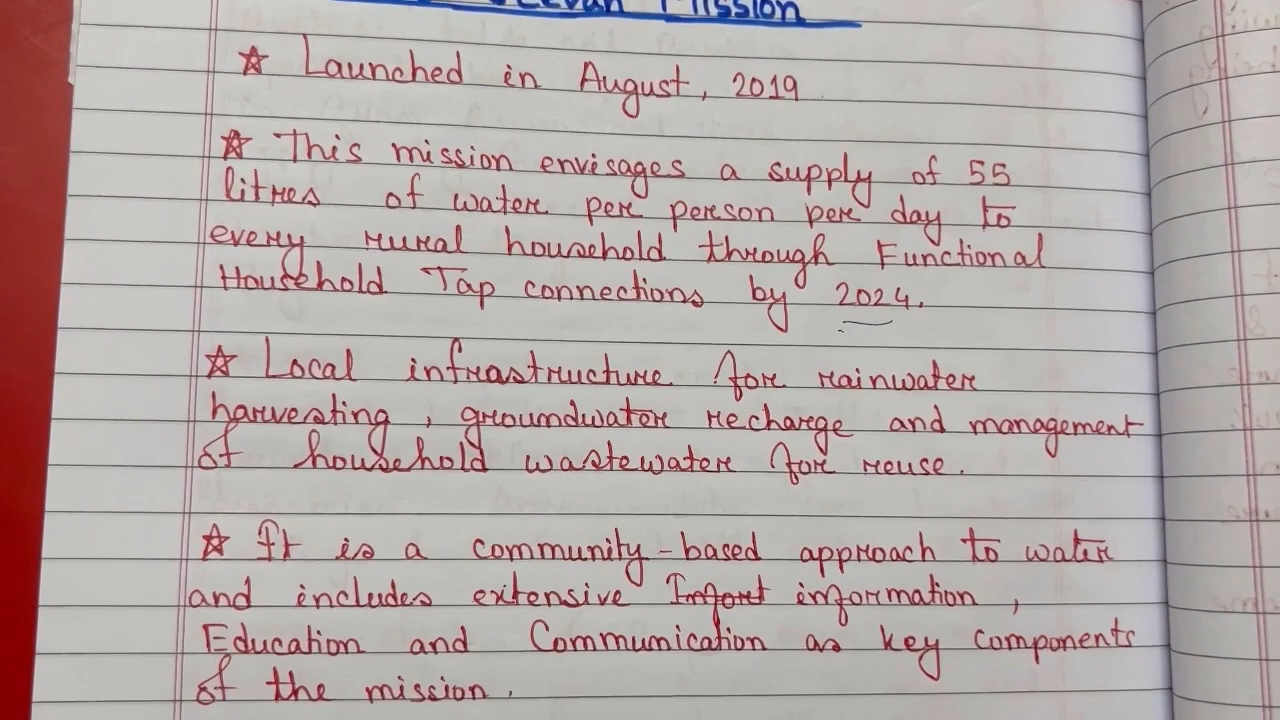 Mission
☆ Launched in August, 2019
☆ This mission envisages a supply of 55
litres of water per person per day to
every rural household through Functional
Household Tap connections by 2024.
☆ Local infrastructure for rainwater
harvesting, groundwater recharge and management
of household wastewater for reuse.
☆ It is a community-based approach to water
and includes extensive information,
Education and Communication as key components
of the mission.